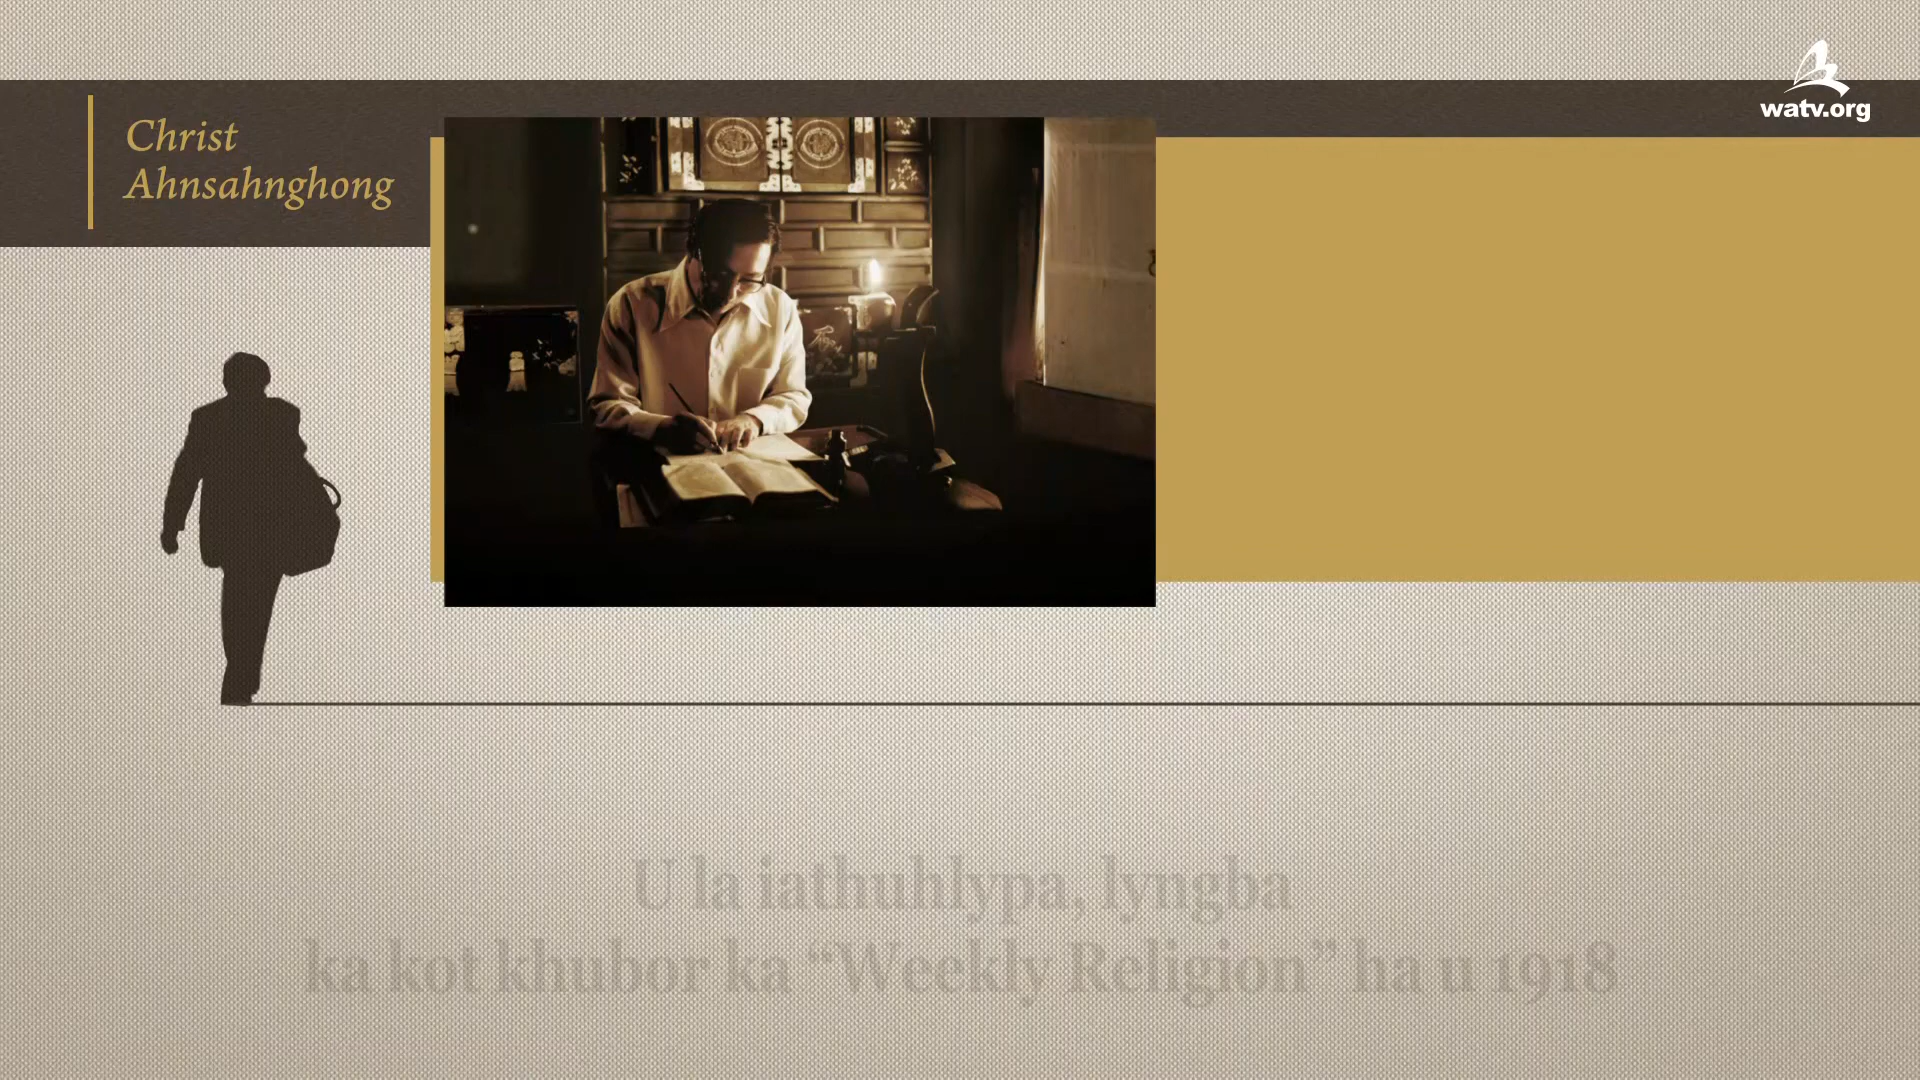 watv.org
Christ
Ahnsahnghong
U la iathuhlypa, lyngba
ka kot khubor ka “Weekly Religion” ha u 1918